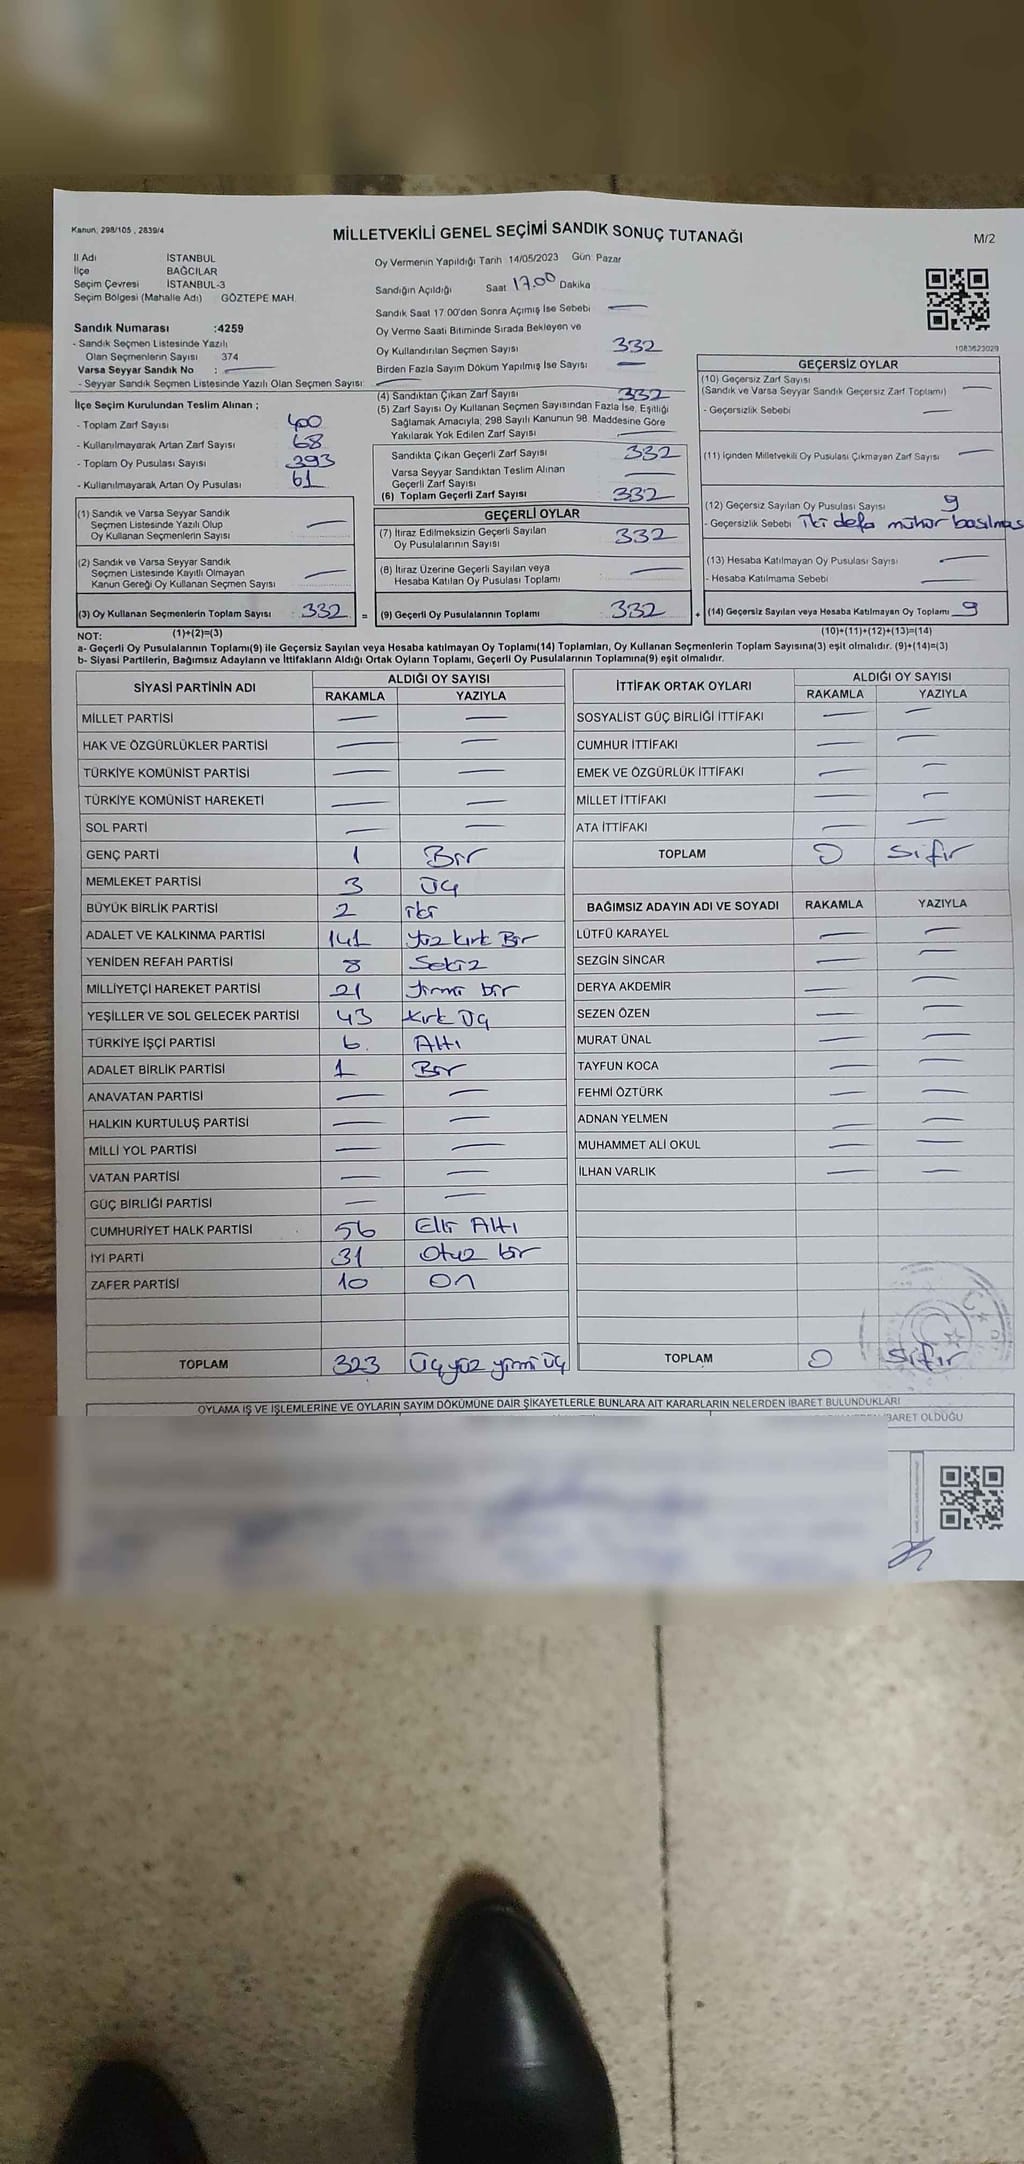 Kanun; 298/105 , 2839/4
MİLLETVEKİLİ GENEL SEÇİMİ SANDIK SONUÇ TUTANAĞI
M/2
İl Adı İSTANBUL
İlçe BAĞCILAR
Seçim Çevresi İSTANBUL-3
Seçim Bölgesi (Mahalle Adı) GÖZTEPE MAH.
Sandık Numarası :4259
- Sandık Seçmen Listesinde Yazılı
Olan Seçmenlerin Sayısı 374
Varsa Seyyar Sandık No : —
- Seyyar Sandık Seçmen Listesinde Yazılı Olan Seçmen Sayısı: —
İlçe Seçim Kurulundan Teslim Alınan ;
- Toplam Zarf Sayısı 400
- Kullanılmayarak Artan Zarf Sayısı 68
- Toplam Oy Pusulası Sayısı 393
- Kullanılmayarak Artan Oy Pusulası 61
(1) Sandık ve Varsa Seyyar Sandık
Seçmen Listesinde Yazılı Olup
Oy Kullanan Seçmenlerin Sayısı —
(2) Sandık ve Varsa Seyyar Sandık
Seçmen Listesinde Kayıtlı Olmayan
Kanun Gereği Oy Kullanan Seçmen Sayısı —
(3) Oy Kullanan Seçmenlerin Toplam Sayısı : 332 =
Oy Vermenin Yapıldığı Tarih 14/05/2023 Gün Pazar
Sandığın Açıldığı Saat 17.00 Dakika
Sandık Saat 17:00'den Sonra Açımış İse Sebebi —
Oy Verme Saati Bitiminde Sırada Bekleyen ve
Oy Kullandırılan Seçmen Sayısı 332
Birden Fazla Sayım Döküm Yapılmış İse Sayısı —
(4) Sandıktan Çıkan Zarf Sayısı 332
(5) Zarf Sayısı Oy Kullanan Seçmen Sayısından Fazla İse, Eşitliği
Sağlamak Amacıyla, 298 Sayılı Kanunun 98. Maddesine Göre
Yakılarak Yok Edilen Zarf Sayısı —
Sandıkta Çıkan Geçerli Zarf Sayısı 332
Varsa Seyyar Sandıktan Teslim Alınan
Geçerli Zarf Sayısı —
(6) Toplam Geçerli Zarf Sayısı 332
GEÇERLİ OYLAR
(7) İtiraz Edilmeksizin Geçerli Sayılan
Oy Pusulalarının Sayısı 332
(8) İtiraz Üzerine Geçerli Sayılan veya
Hesaba Katılan Oy Pusulası Toplamı —
(9) Geçerli Oy Pusulalarının Toplamı 332 +
1083623029
GEÇERSİZ OYLAR
(10) Geçersiz Zarf Sayısı
(Sandık ve Varsa Seyyar Sandık Geçersiz Zarf Toplamı) —
- Geçersizlik Sebebi —
(11) İçinden Milletvekili Oy Pusulası Çıkmayan Zarf Sayısı —
(12) Geçersiz Sayılan Oy Pusulası Sayısı 9
- Geçersizlik Sebebi İki defa mühür basılması
(13) Hesaba Katılmayan Oy Pusulası Sayısı —
- Hesaba Katılmama Sebebi —
(14) Geçersiz Sayılan veya Hesaba Katılmayan Oy Toplamı 9
NOT: (1)+(2)=(3) (10)+(11)+(12)+(13)=(14)
a- Geçerli Oy Pusulalarının Toplamı(9) ile Geçersiz Sayılan veya Hesaba katılmayan Oy Toplamı(14) Toplamları, Oy Kullanan Seçmenlerin Toplam Sayısına(3) eşit olmalıdır. (9)+(14)=(3)
b- Siyasi Partilerin, Bağımsız Adayların ve İttifakların Aldığı Ortak Oyların Toplamı, Geçerli Oy Pusulalarının Toplamına(9) eşit olmalıdır.
SİYASİ PARTİNİN ADI ALDIĞI OY SAYISI
RAKAMLA YAZIYLA
MİLLET PARTİSİ — —
HAK VE ÖZGÜRLÜKLER PARTİSİ — —
TÜRKİYE KOMÜNİST PARTİSİ — —
TÜRKİYE KOMÜNİST HAREKETİ — —
SOL PARTİ — —
GENÇ PARTİ 1 Bir
MEMLEKET PARTİSİ 3 Üç
BÜYÜK BİRLİK PARTİSİ 2 iki
ADALET VE KALKINMA PARTİSİ 141 Yüz Kırk Bir
YENİDEN REFAH PARTİSİ 8 Sekiz
MİLLİYETÇİ HAREKET PARTİSİ 21 Yirmi bir
YEŞİLLER VE SOL GELECEK PARTİSİ 43 Kırk Üç
TÜRKİYE İŞÇİ PARTİSİ 6. Altı
ADALET BİRLİK PARTİSİ 1 Bir
ANAVATAN PARTİSİ — —
HALKIN KURTULUŞ PARTİSİ — —
MİLLİ YOL PARTİSİ — —
VATAN PARTİSİ — —
GÜÇ BİRLİĞİ PARTİSİ — —
CUMHURİYET HALK PARTİSİ 56 Elli Altı
İYİ PARTİ 31 Otuz bir
ZAFER PARTİSİ 10 On
TOPLAM 323 Üçyüz yirmi Üç
İTTİFAK ORTAK OYLARI ALDIĞI OY SAYISI
RAKAMLA YAZIYLA
SOSYALİST GÜÇ BİRLİĞİ İTTİFAKI — —
CUMHUR İTTİFAKI — —
EMEK VE ÖZGÜRLÜK İTTİFAKI — —
MİLLET İTTİFAKI — —
ATA İTTİFAKI — —
TOPLAM 0 Sıfır
BAĞIMSIZ ADAYIN ADI VE SOYADI RAKAMLA YAZIYLA
LÜTFÜ KARAYEL — —
SEZGİN SİNCAR — —
DERYA AKDEMİR — —
SEZEN ÖZEN — —
MURAT ÜNAL — —
TAYFUN KOCA — —
FEHMİ ÖZTÜRK — —
ADNAN YELMEN — —
MUHAMMET ALİ OKUL — —
İLHAN VARLIK — —
TOPLAM 0 Sıfır
OYLAMA İŞ VE İŞLEMLERİNE VE OYLARIN SAYIM DÖKÜMÜNE DAİR ŞİKAYETLERLE BUNLARA AİT KARARLARIN NELERDEN İBARET BULUNDUKLARI
İBARET OLDUĞU